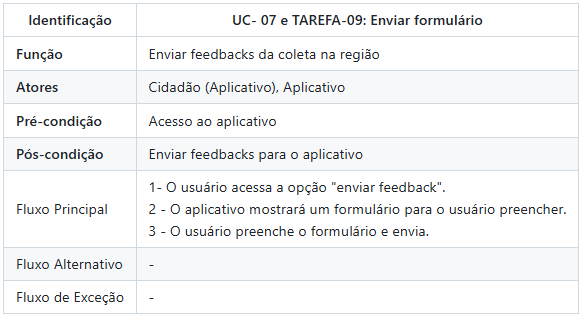 Identificação UC- 07 e TAREFA-09: Enviar formulário
Função Enviar feedbacks da coleta na região
Atores Cidadão (Aplicativo), Aplicativo
Pré-condição Acesso ao aplicativo
Pós-condição Enviar feedbacks para o aplicativo
Fluxo Principal
1- O usuário acessa a opção "enviar feedback".
2 - O aplicativo mostrará um formulário para o usuário preencher.
3 - O usuário preenche o formulário e envia.
Fluxo Alternativo -
Fluxo de Exceção -